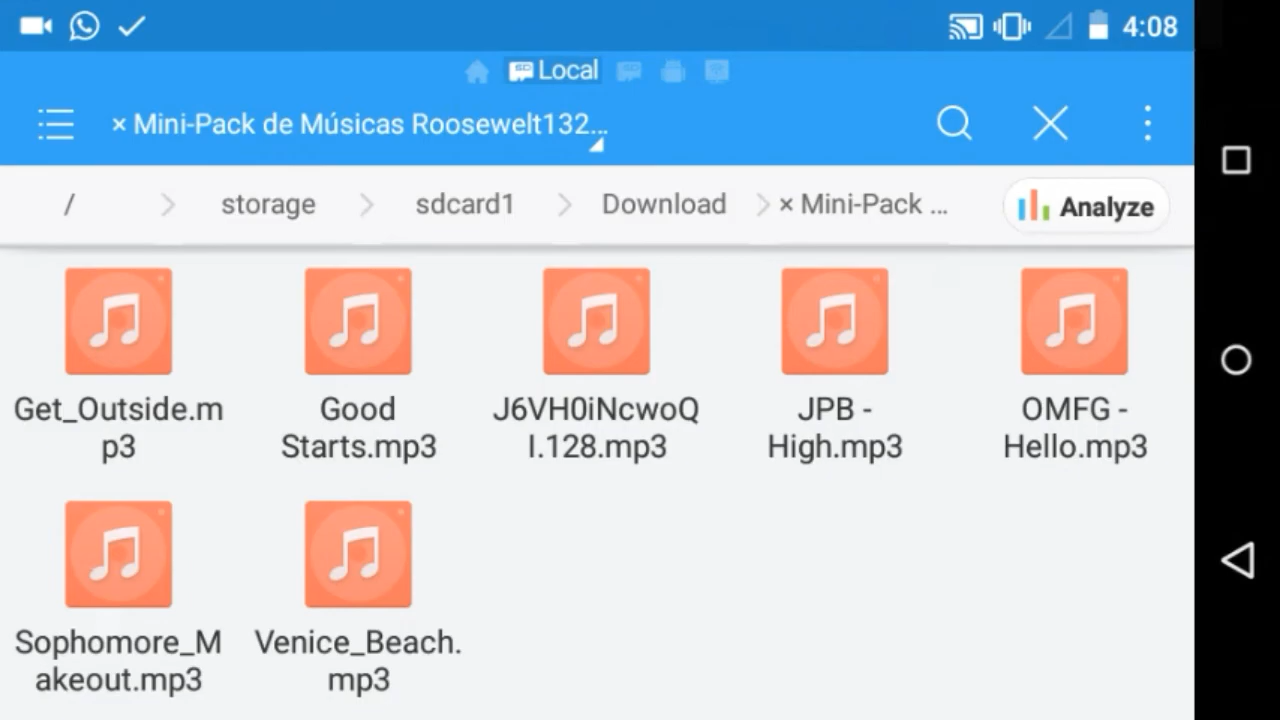 4:08
Local
× Mini-Pack de Músicas Roosewelt132...
/ storage sdcard1 Download × Mini-Pack ... Analyze
Get_Outside.m
p3
Good
Starts.mp3
J6VH0iNcwoQ
I.128.mp3
JPB -
High.mp3
OMFG -
Hello.mp3
Sophomore_M
akeout.mp3
Venice_Beach.
mp3